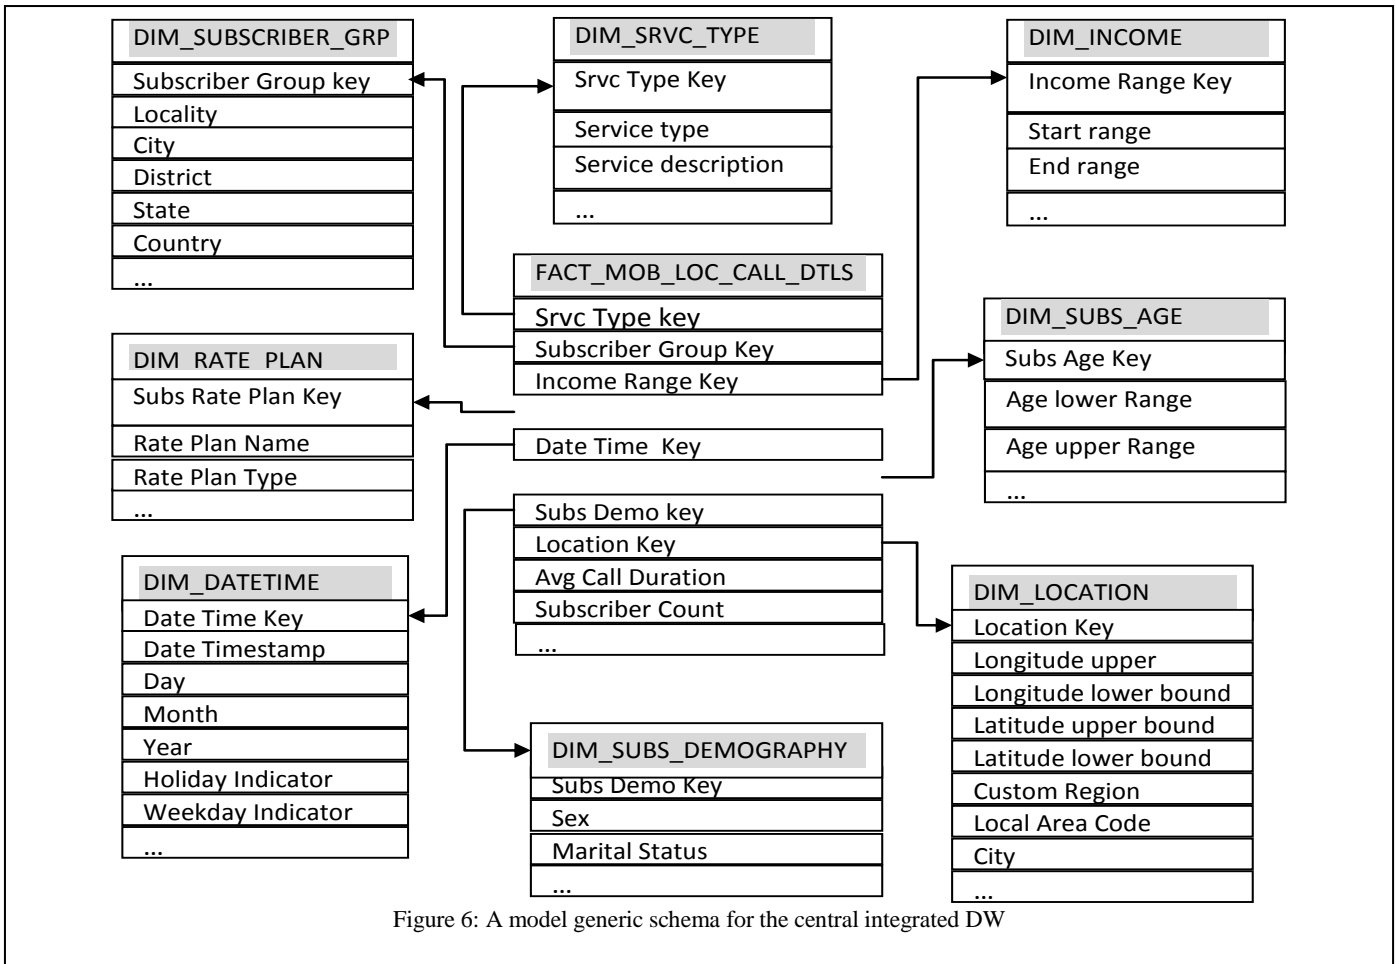 DIM_SUBSCRIBER_GRP
Subscriber Group key
Locality
City
District
State
Country
...
DIM_SRVC_TYPE
Srvc Type Key
Service type
Service description
...
DIM_INCOME
Income Range Key
Start range
End range
...
FACT_MOB_LOC_CALL_DTLS
Srvc Type key
Subscriber Group Key
Income Range Key
Date Time Key
Subs Demo key
Location Key
Avg Call Duration
Subscriber Count
...
DIM_SUBS_AGE
Subs Age Key
Age lower Range
Age upper Range
...
DIM_RATE_PLAN
Subs Rate Plan Key
Rate Plan Name
Rate Plan Type
...
DIM_DATETIME
Date Time Key
Date Timestamp
Day
Month
Year
Holiday Indicator
Weekday Indicator
...
DIM_SUBS_DEMOGRAPHY
Subs Demo Key
Sex
Marital Status
...
DIM_LOCATION
Location Key
Longitude upper
Longitude lower bound
Latitude upper bound
Latitude lower bound
Custom Region
Local Area Code
City
...
Figure 6: A model generic schema for the central integrated DW